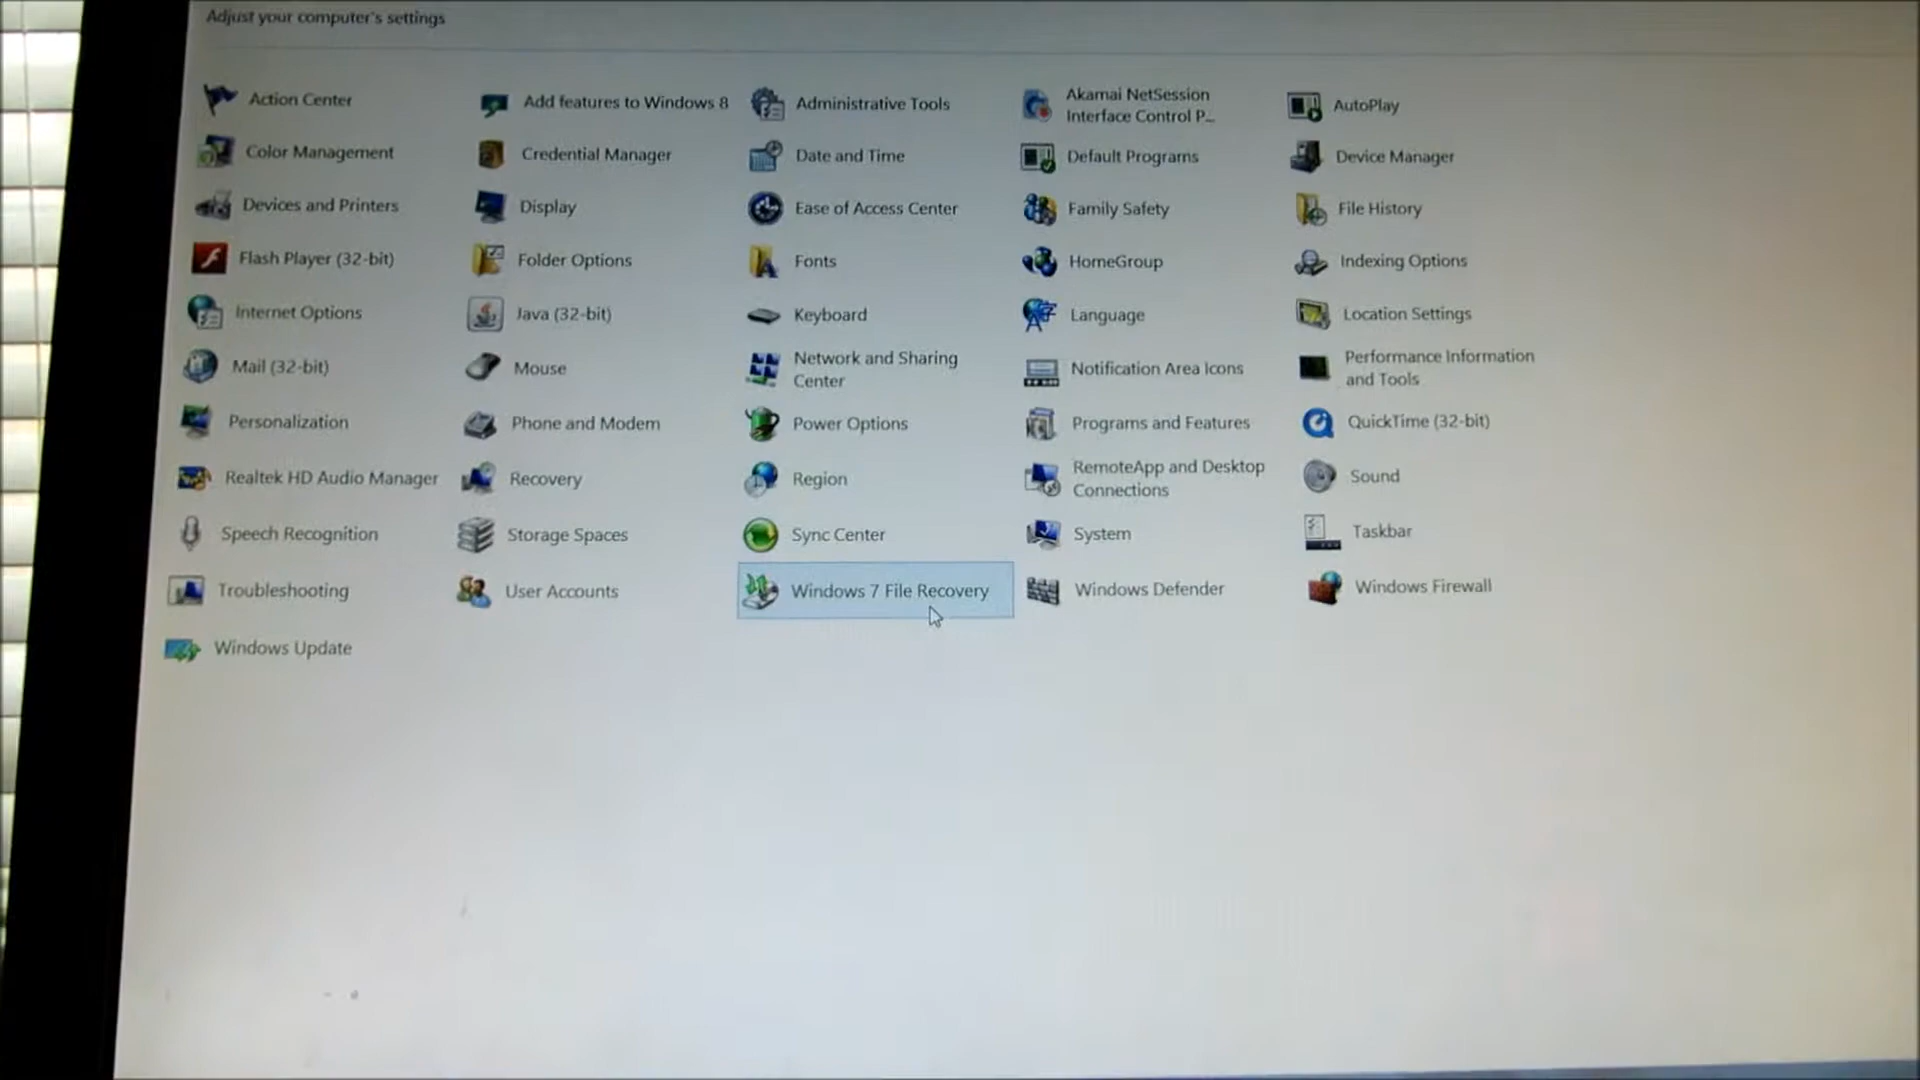 Adjust your computer's settings
Action Center
Add features to Windows 8
Administrative Tools
Akamai NetSession
Interface Control P...
AutoPlay
Color Management
Credential Manager
Date and Time
Default Programs
Device Manager
Devices and Printers
Display
Ease of Access Center
Family Safety
File History
Flash Player (32-bit)
Folder Options
Fonts
HomeGroup
Indexing Options
Internet Options
Java (32-bit)
Keyboard
Language
Location Settings
Mail (32-bit)
Mouse
Network and Sharing
Center
Notification Area Icons
Performance Information
and Tools
Personalization
Phone and Modem
Power Options
Programs and Features
QuickTime (32-bit)
Realtek HD Audio Manager
Recovery
Region
RemoteApp and Desktop
Connections
Sound
Speech Recognition
Storage Spaces
Sync Center
System
Taskbar
Troubleshooting
User Accounts
Windows 7 File Recovery
Windows Defender
Windows Firewall
Windows Update